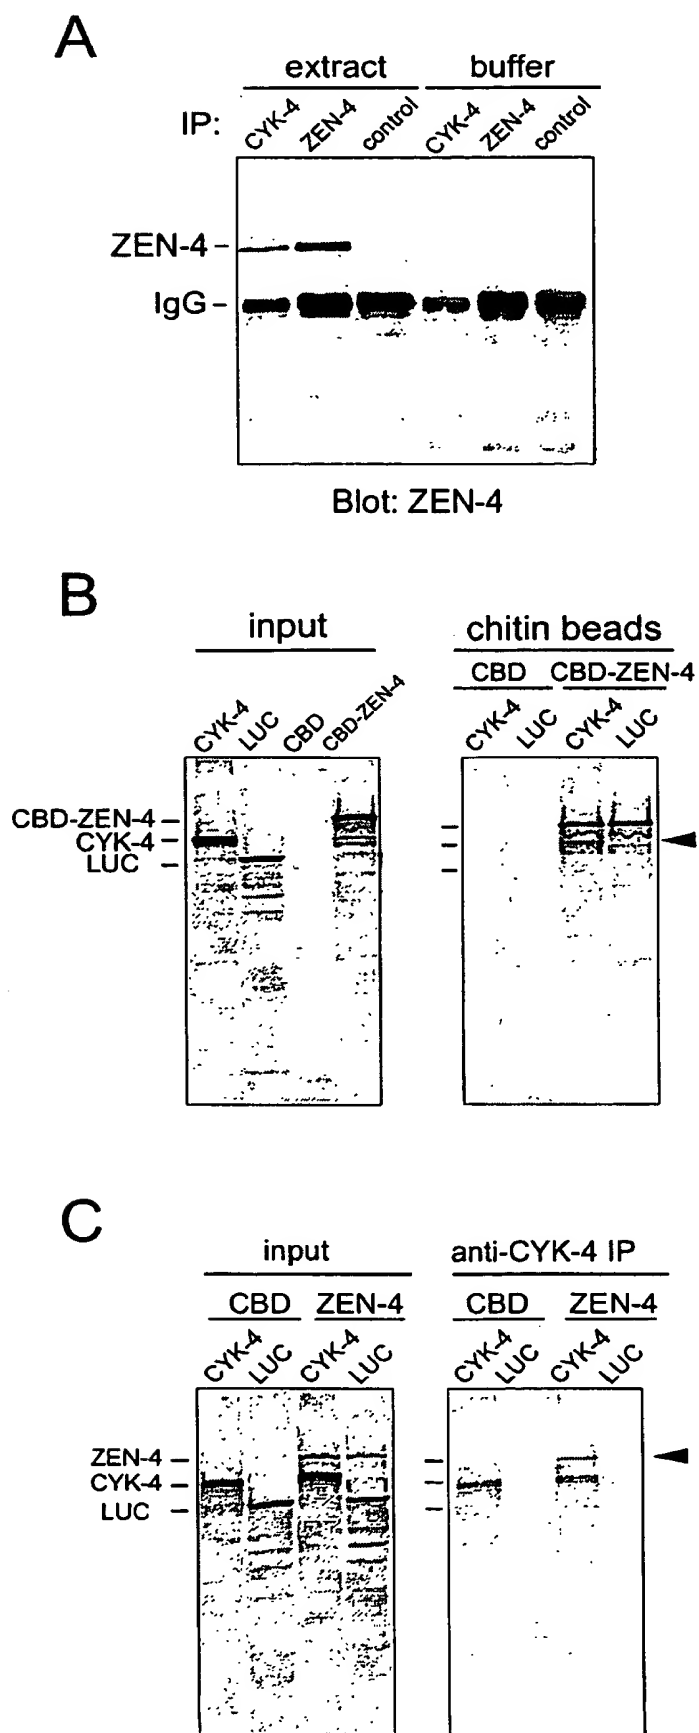 A
extract buffer
IP: CYK-4 ZEN-4 control CYK-4 ZEN-4 control
ZEN-4
IgG
Blot: ZEN-4
B
input chitin beads
CBD CBD-ZEN-4
CYK-4 LUC CBD CBD-ZEN-4 CYK-4 LUC CYK-4 LUC
CBD-ZEN-4
CYK-4
LUC
C
input anti-CYK-4 IP
CBD ZEN-4 CBD ZEN-4
CYK-4 LUC CYK-4 LUC CYK-4 LUC CYK-4 LUC
ZEN-4
CYK-4
LUC